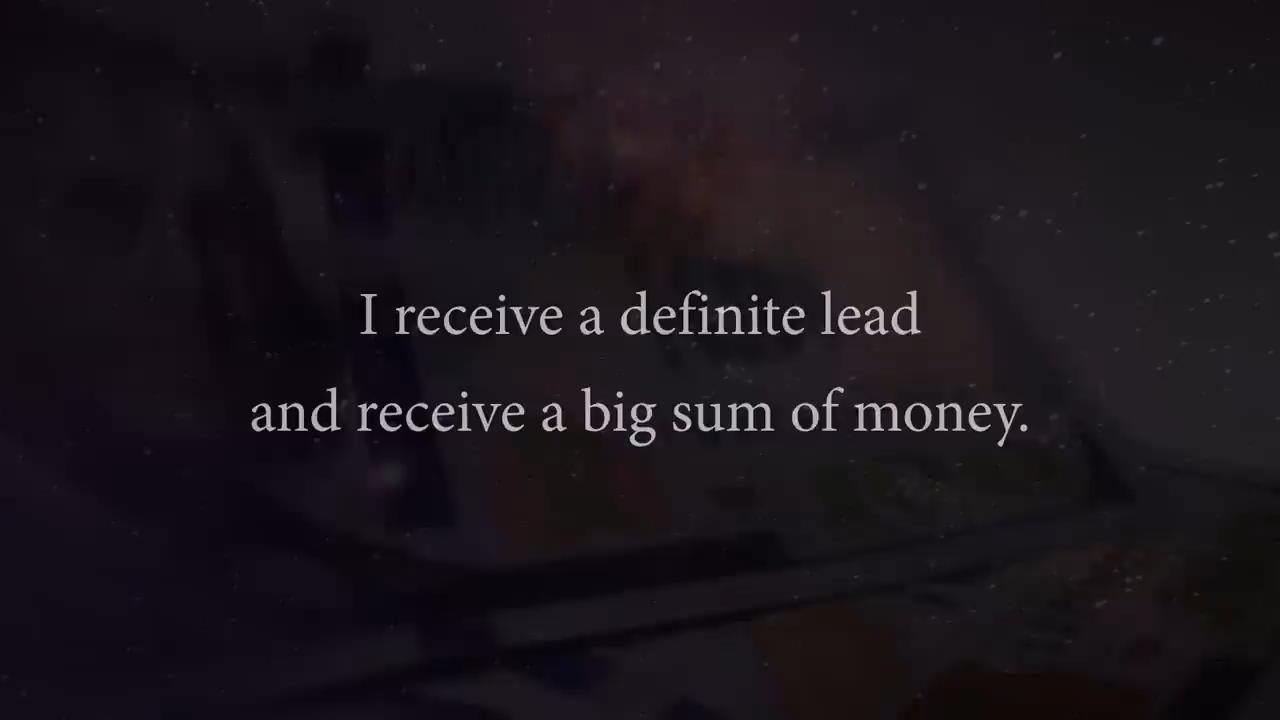 I receive a definite lead
and receive a big sum of money.